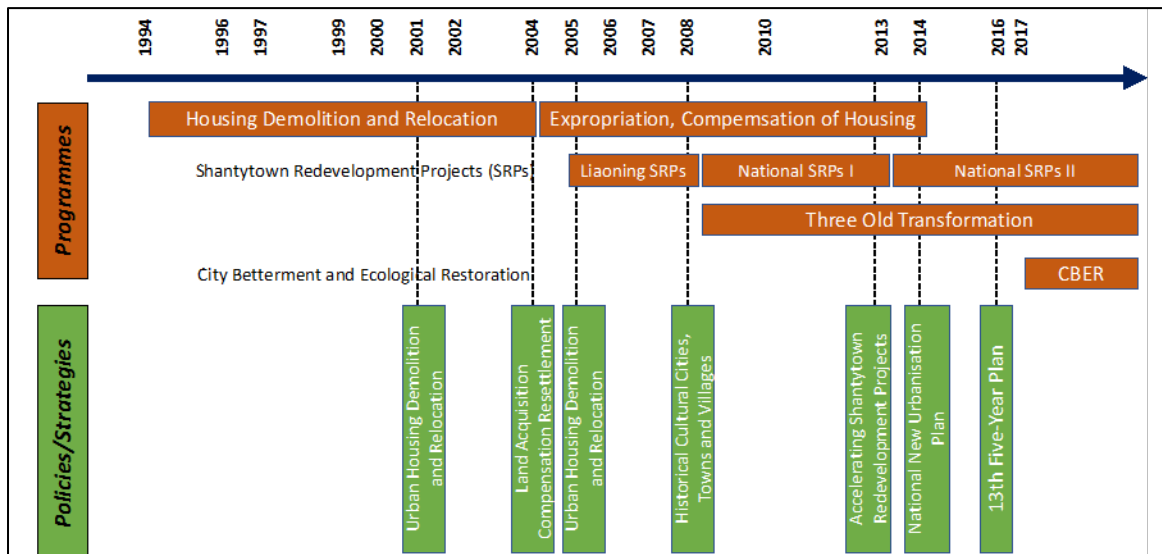 1994
1996
1997
1999
2000
2001
2002
2004
2005
2006
2007
2008
2010
2013
2014
2016
2017
Programmes
Housing Demolition and Relocation
Expropriation, Compemsation of Housing
Shantytown Redevelopment Projects (SRPs)
Liaoning SRPs
National SRPs I
National SRPs II
Three Old Transformation
City Betterment and Ecological Restoration
CBER
Policies/Strategies
Urban Housing Demolition
and Relocation
Land Acquisition
Compensation Resettlement
Urban Housing Demolition
and Relocation
Historical Cultural Cities,
Towns and Villages
Accelerating Shantytown
Redevelopment Projects
National New Urbanisation
Plan
13th Five-Year Plan